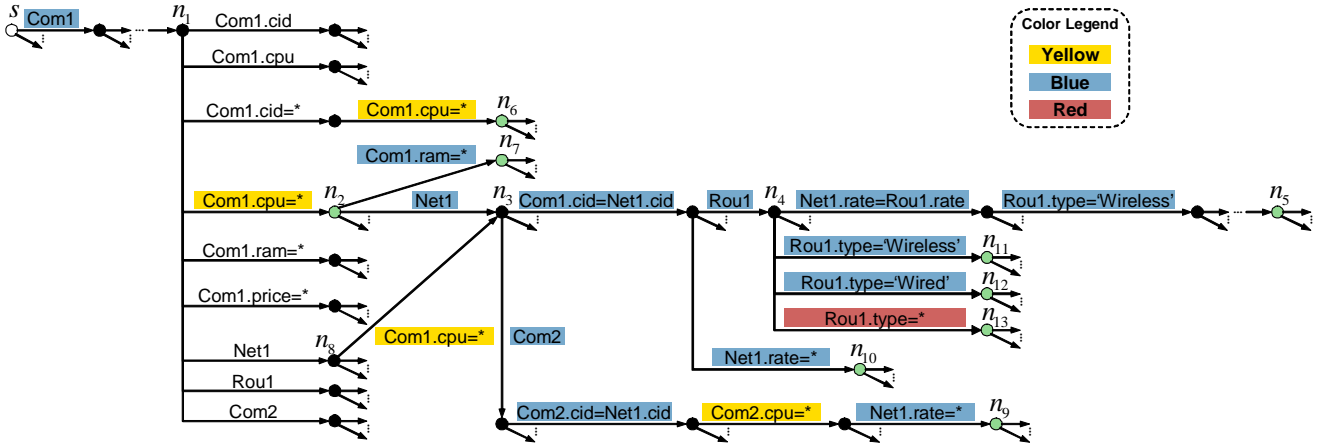 s
Com1
n1
Com1.cid
Com1.cpu
Com1.cid=*
Com1.cpu=*
n6
Com1.ram=*
n7
Com1.cpu=*
n2
Net1
n3
Com1.cid=Net1.cid
Rou1
n4
Net1.rate=Rou1.rate
Rou1.type=‘Wireless’
n5
Rou1.type=‘Wireless’
n11
Rou1.type=‘Wired’
n12
Rou1.type=*
n13
Com1.ram=*
Com1.price=*
Net1
n8
Com1.cpu=*
Com2
Net1.rate=*
n10
Rou1
Com2
Com2.cid=Net1.cid
Com2.cpu=*
Net1.rate=*
n9
Color Legend
Yellow
Blue
Red